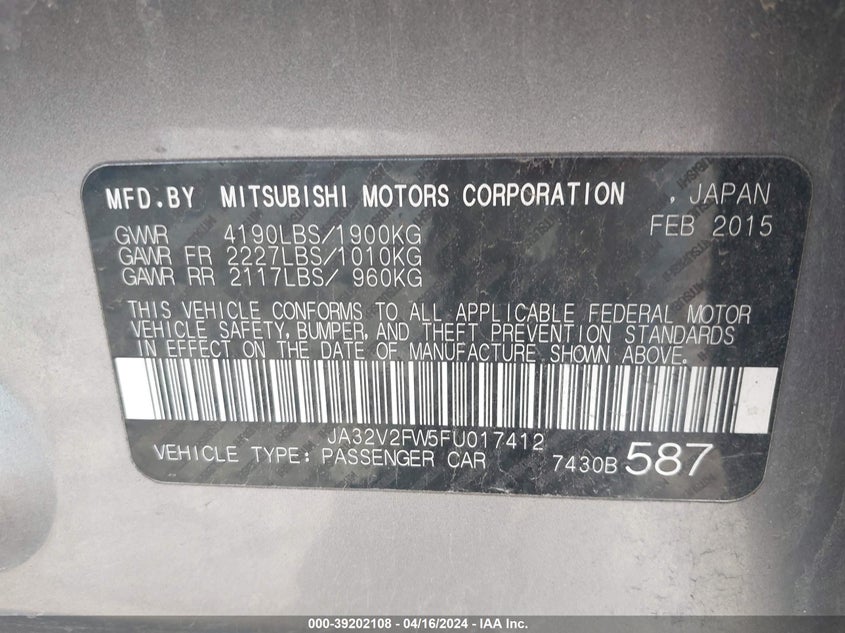 MFD.BY MITSUBISHI MOTORS CORPORATION , JAPAN
FEB 2015
GVWR 4190LBS/1900KG
GAWR FR 2227LBS/1010KG
GAWR RR 2117LBS/ 960KG
THIS VEHICLE CONFORMS TO ALL APPLICABLE FEDERAL MOTOR
VEHICLE SAFETY, BUMPER, AND THEFT PREVENTION STANDARDS
IN EFFECT ON THE DATE OF MANUFACTURE SHOWN ABOVE.
JA32V2FW5FU017412
VEHICLE TYPE: PASSENGER CAR 7430B 587
000-39202108 - 04/16/2024 - IAA Inc.